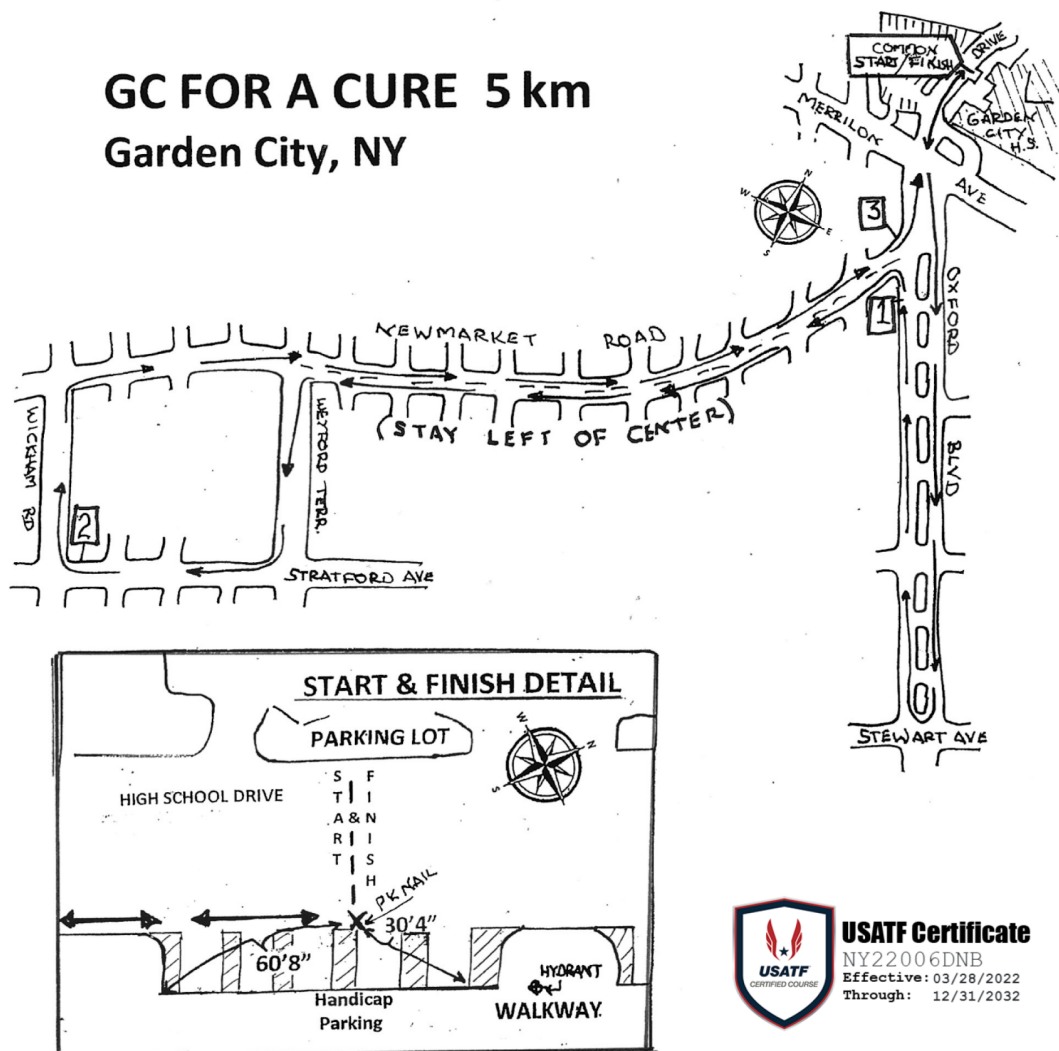 GC FOR A CURE 5 km
Garden City, NY
COMMON
START/FINISH
DRIVE
GARDEN
CITY
H.S.
MERRILON
AVE
N
W
E
S
3
1
OXFORD
BLVD
NEWMARKET ROAD
(STAY LEFT OF CENTER)
WICKHAM RD
WEYFORD TERR.
2
STRATFORD AVE
STEWART AVE
START & FINISH DETAIL
PARKING LOT
HIGH SCHOOL DRIVE
START
&
FINISH
W
N
S
PK NAIL
30'4"
60'8"
HYDRANT
Handicap
Parking
WALKWAY
USATF
CERTIFIED COURSE
USATF Certificate
NY22006DNB
Effective: 03/28/2022
Through: 12/31/2032